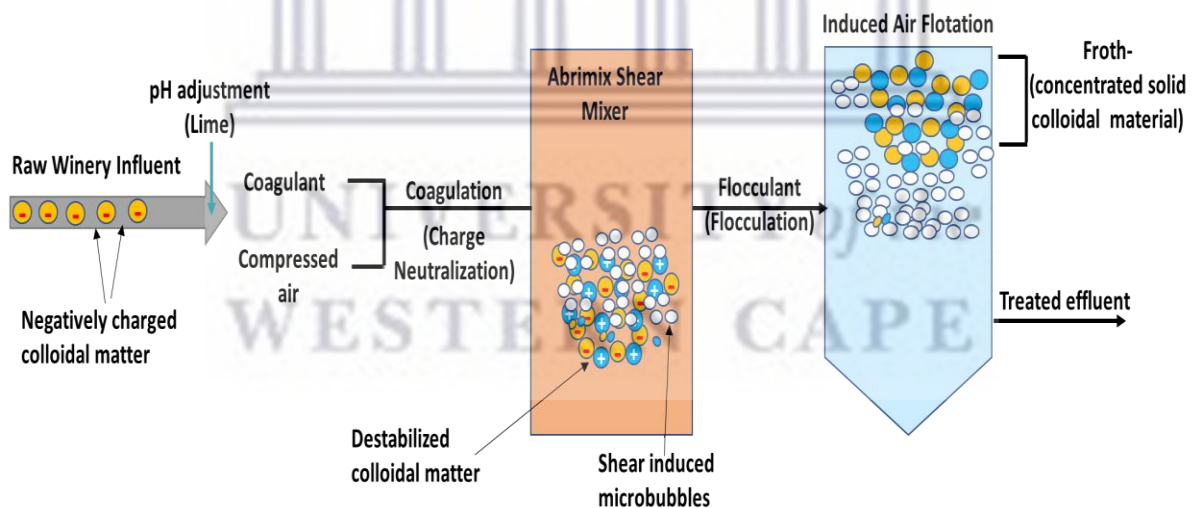 Induced Air Flotation
Froth-
(concentrated solid
colloidal material)
Abrimix Shear
Mixer
pH adjustment
(Lime)
Raw Winery Influent
Coagulant
Compressed
air
Coagulation
(Charge
Neutralization)
Flocculant
(Flocculation)
Treated effluent
Negatively charged
colloidal matter
Destabilized
colloidal matter
Shear induced
microbubbles
UNIVERSITY of the
WESTERN CAPE